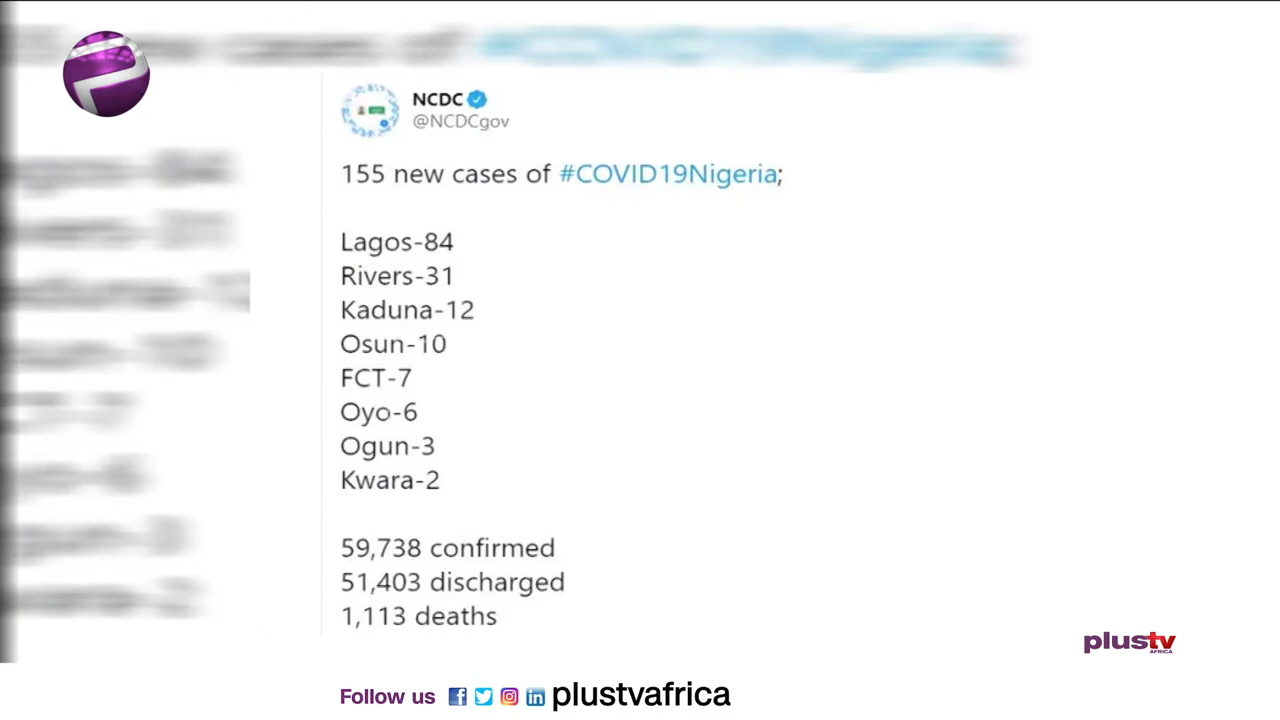 NCDC
@NCDCgov
155 new cases of #COVID19Nigeria;
Lagos-84
Rivers-31
Kaduna-12
Osun-10
FCT-7
Oyo-6
Ogun-3
Kwara-2
59,738 confirmed
51,403 discharged
1,113 deaths
plustv
AFRICA
Follow us plustvafrica